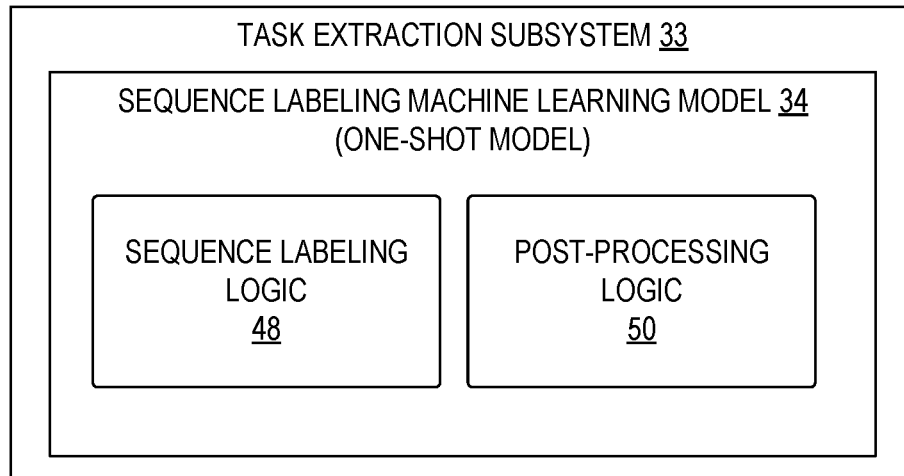 TASK EXTRACTION SUBSYSTEM 33
SEQUENCE LABELING MACHINE LEARNING MODEL 34
(ONE-SHOT MODEL)
SEQUENCE LABELING
LOGIC
48
POST-PROCESSING
LOGIC
50